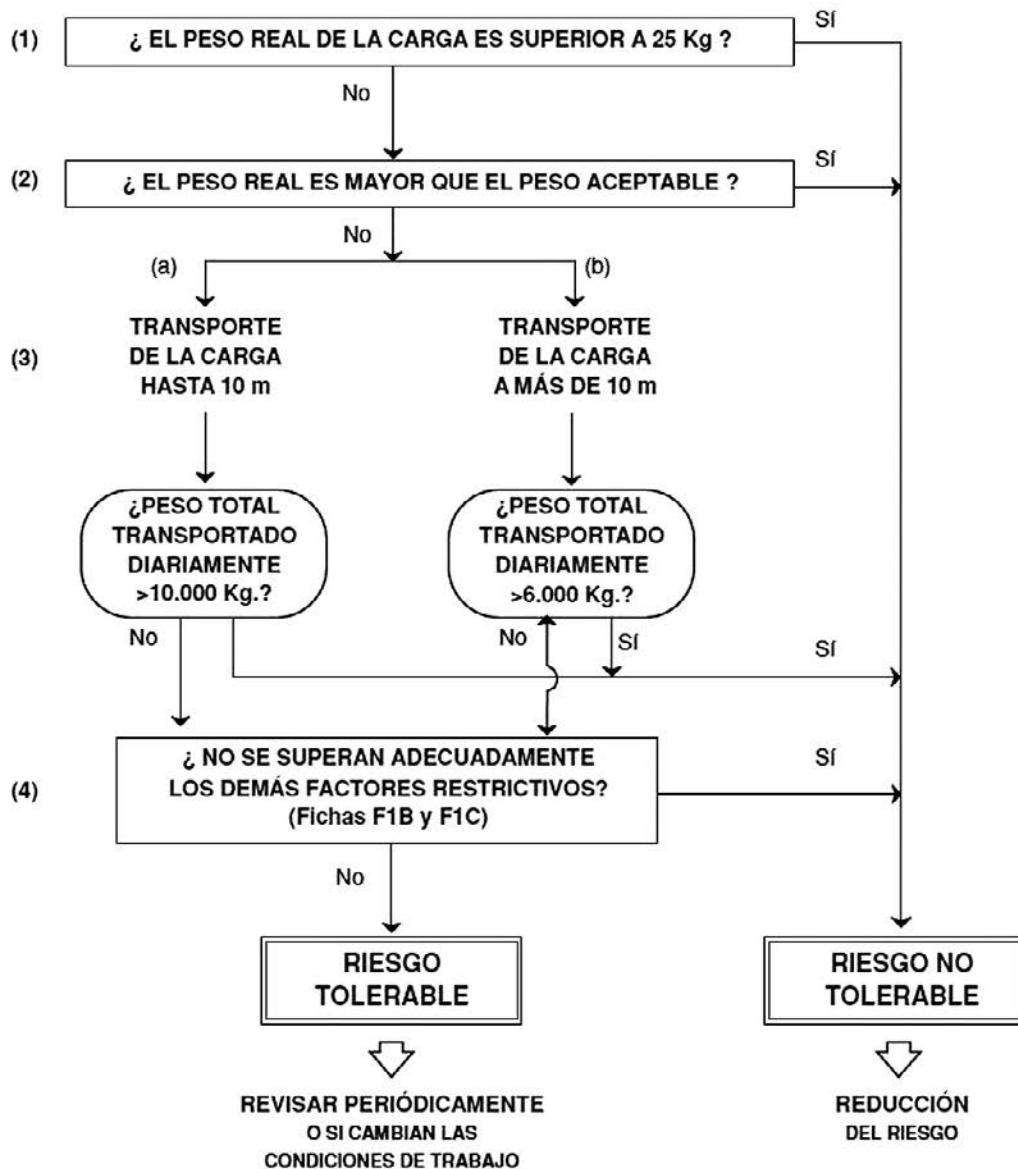 (1)
¿ EL PESO REAL DE LA CARGA ES SUPERIOR A 25 Kg ?
Sí
No
(2)
¿ EL PESO REAL ES MAYOR QUE EL PESO ACEPTABLE ?
Sí
No
(a)
(b)
(3)
TRANSPORTE
DE LA CARGA
HASTA 10 m
TRANSPORTE
DE LA CARGA
A MÁS DE 10 m
¿PESO TOTAL
TRANSPORTADO
DIARIAMENTE
>10.000 Kg.?
¿PESO TOTAL
TRANSPORTADO
DIARIAMENTE
>6.000 Kg.?
No
No
Sí
Sí
(4)
¿ NO SE SUPERAN ADECUADAMENTE
LOS DEMÁS FACTORES RESTRICTIVOS?
(Fichas F1B y F1C)
Sí
No
RIESGO
TOLERABLE
RIESGO NO
TOLERABLE
REVISAR PERIÓDICAMENTE
O SI CAMBIAN LAS
CONDICIONES DE TRABAJO
REDUCCIÓN
DEL RIESGO